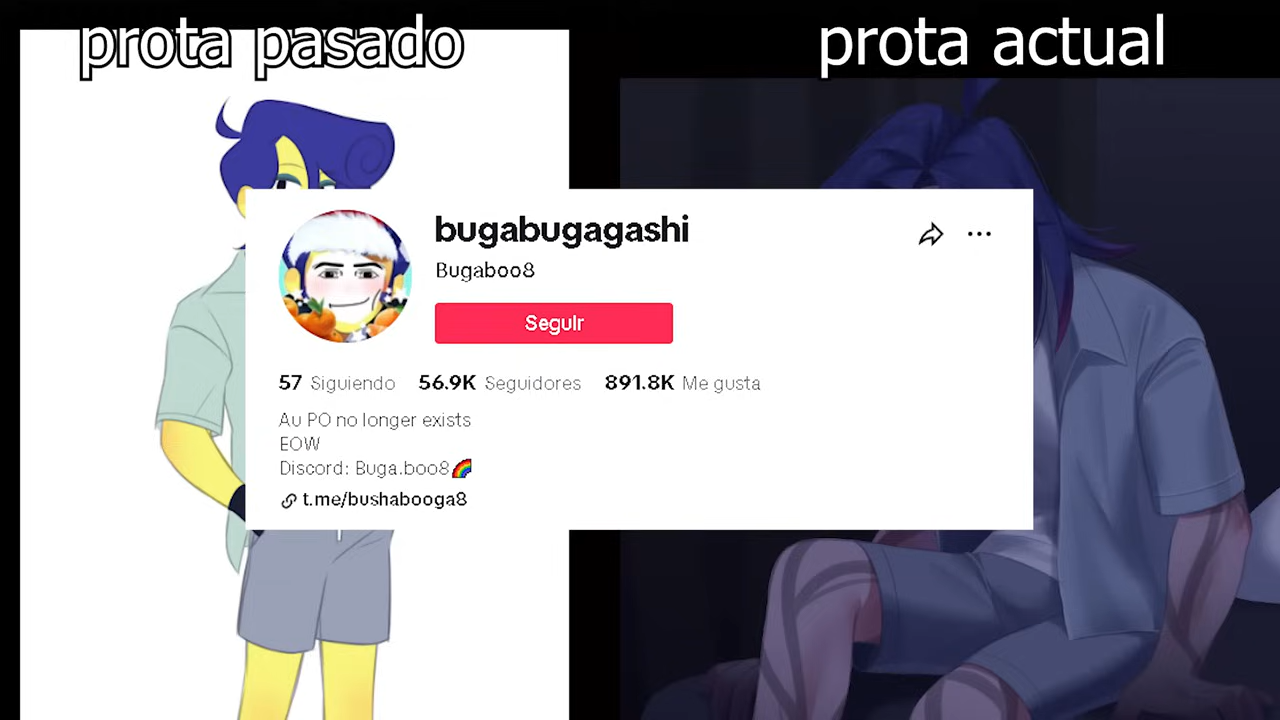 prota pasado
prota actual
bugabugagashi
Bugaboo8
Seguir
57 Siguiendo 56.9K Seguidores 891.8K Me gusta
Au PO no longer exists
EOW
Discord: Buga.boo8🌈
t.me/bushabooga8